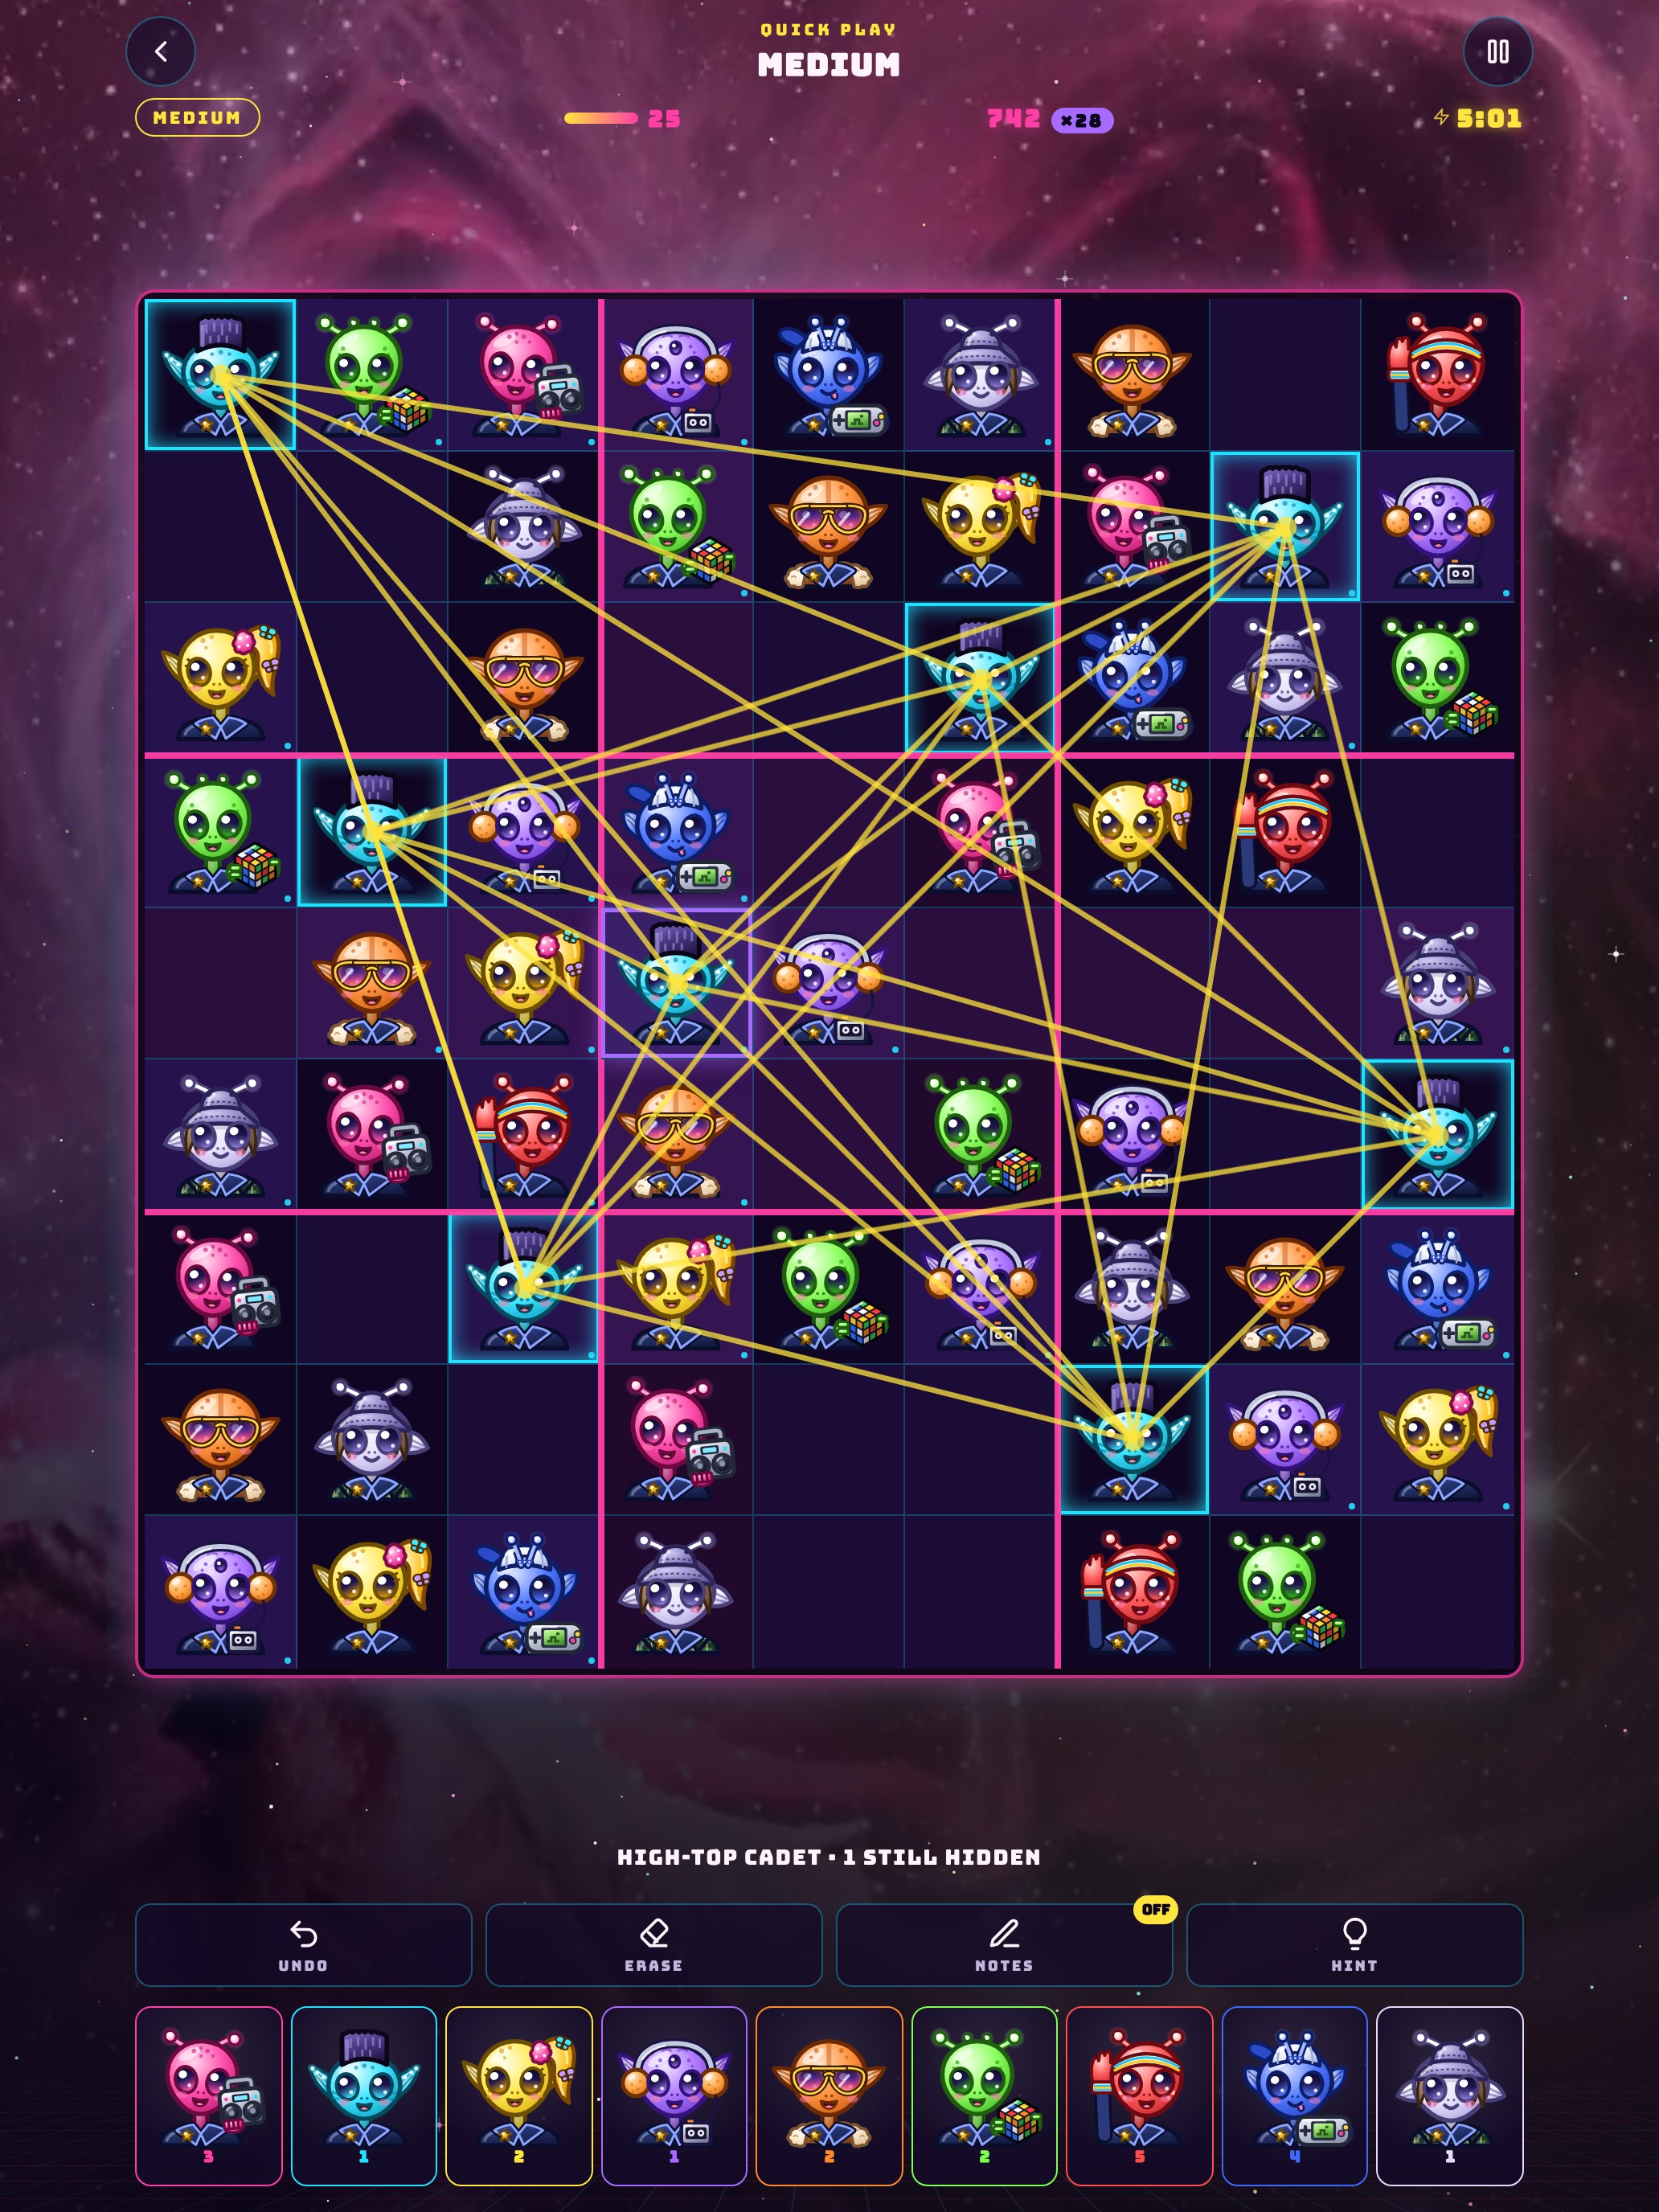 QUICK PLAY
MEDIUM
MEDIUM
25
742 ×28
5:01
HIGH-TOP CADET · 1 STILL HIDDEN
OFF
UNDO
ERASE
NOTES
HINT
3
1
2
1
2
2
5
4
1